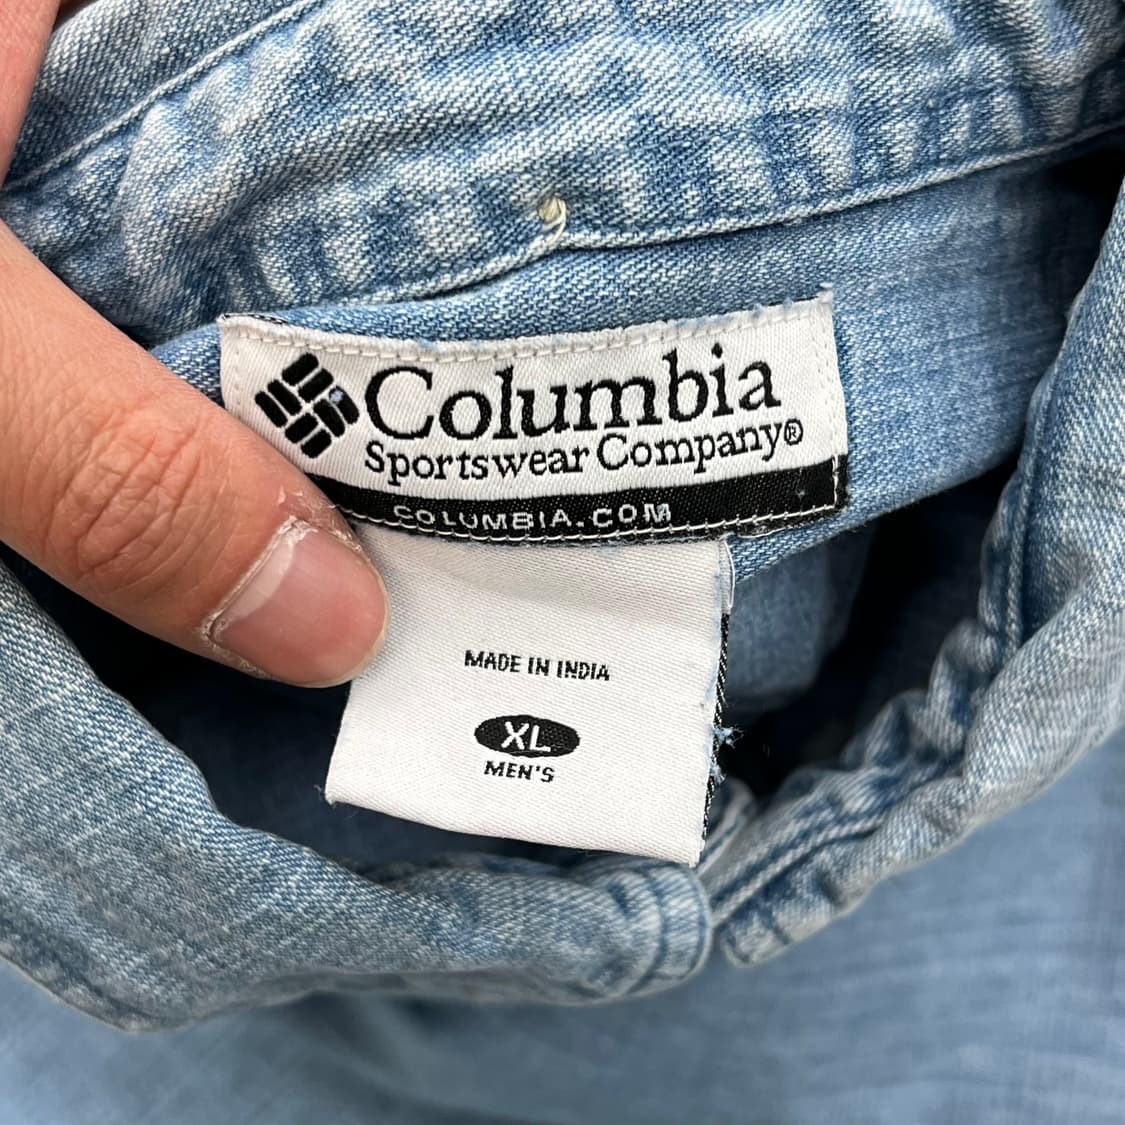 Columbia
Sportswear Company®
COLUMBIA.COM
MADE IN INDIA
XL
MEN'S